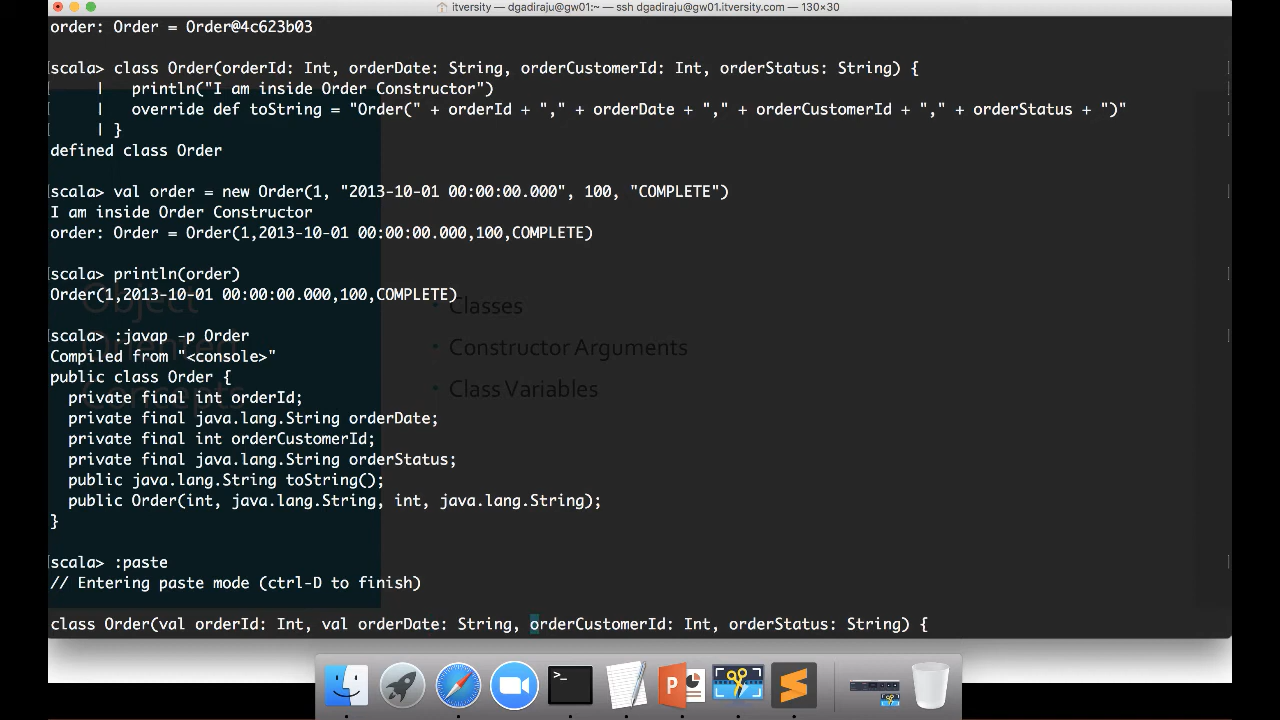 itversity — dgadiraju@gw01:~ — ssh dgadiraju@gw01.itversity.com — 130×30
order: Order = Order@4c623b03
[scala> class Order(orderId: Int, orderDate: String, orderCustomerId: Int, orderStatus: String) {
| println("I am inside Order Constructor")
| override def toString = "Order(" + orderId + "," + orderDate + "," + orderCustomerId + "," + orderStatus + ")"
| }
defined class Order
[scala> val order = new Order(1, "2013-10-01 00:00:00.000", 100, "COMPLETE")
I am inside Order Constructor
order: Order = Order(1,2013-10-01 00:00:00.000,100,COMPLETE)
[scala> println(order)
Order(1,2013-10-01 00:00:00.000,100,COMPLETE)
[scala> :javap -p Order
Compiled from "<console>"
public class Order {
private final int orderId;
private final java.lang.String orderDate;
private final int orderCustomerId;
private final java.lang.String orderStatus;
public java.lang.String toString();
public Order(int, java.lang.String, int, java.lang.String);
}
[scala> :paste
// Entering paste mode (ctrl-D to finish)
class Order(val orderId: Int, val orderDate: String, orderCustomerId: Int, orderStatus: String) {
Object
Oriented
Concepts
• Classes
• Constructor Arguments
• Class Variables
>_
P